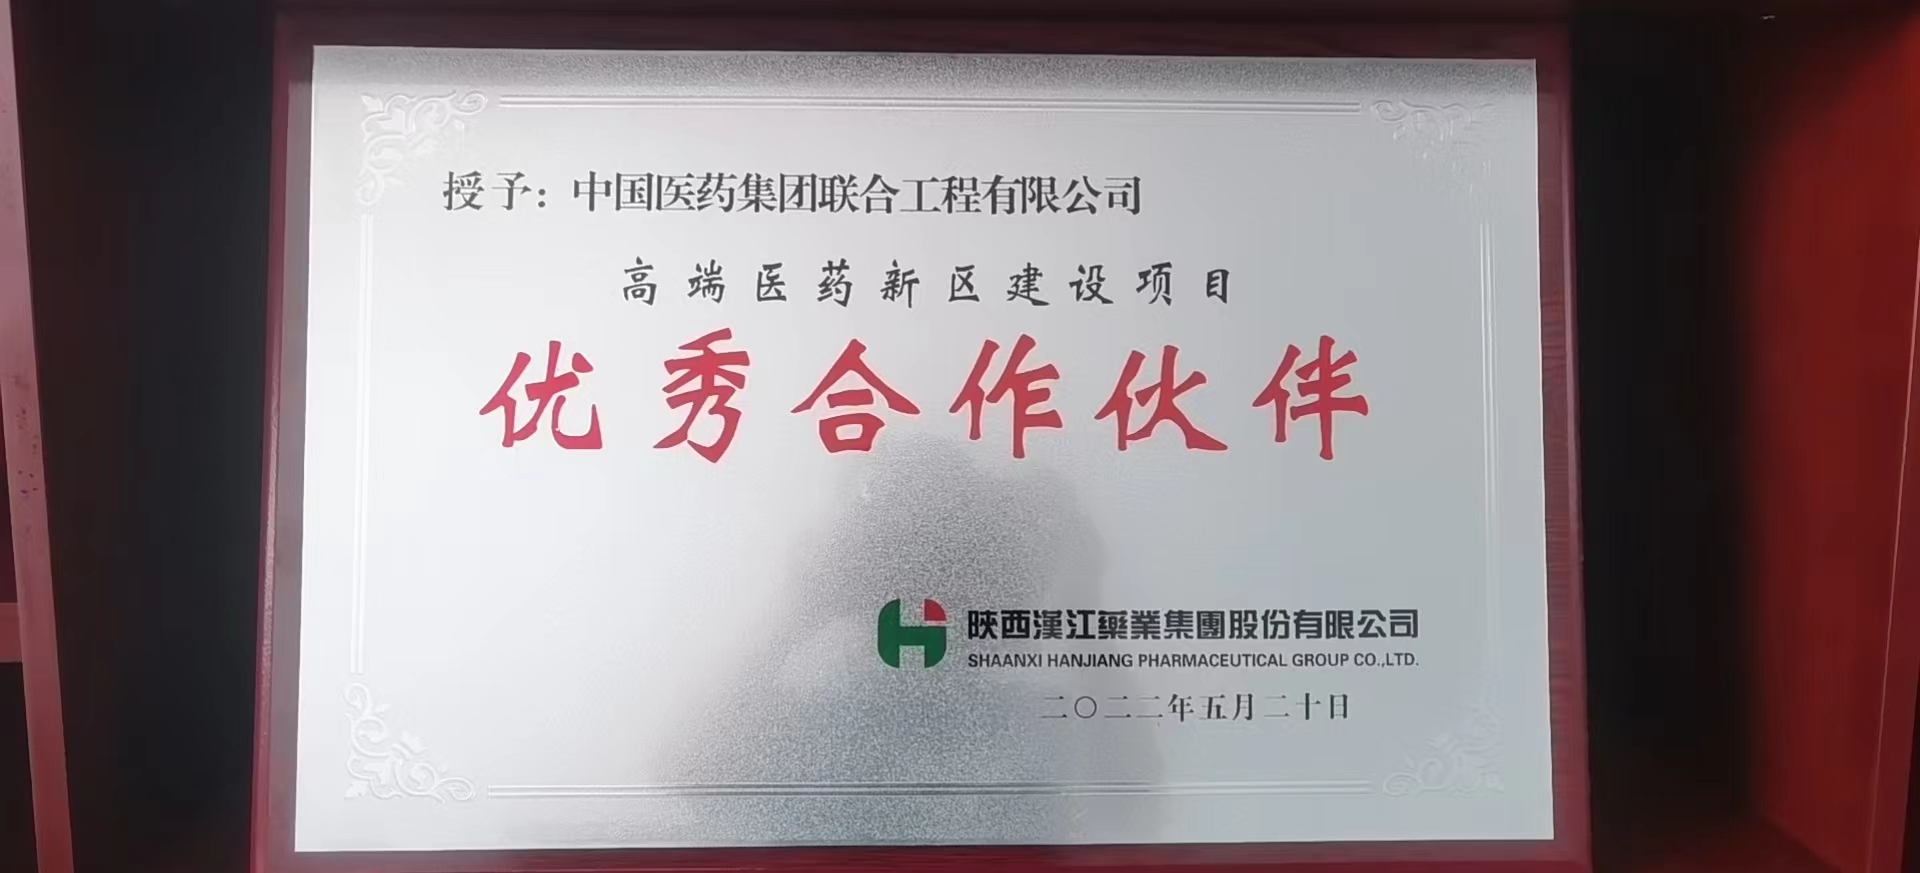 授予：中国医药集团联合工程有限公司
高端医药新区建设项目
优秀合作伙伴
陝西漢江藥業集團股份有限公司
SHAANXI HANJIANG PHARMACEUTICAL GROUP CO.,LTD.
二〇二二年五月二十日